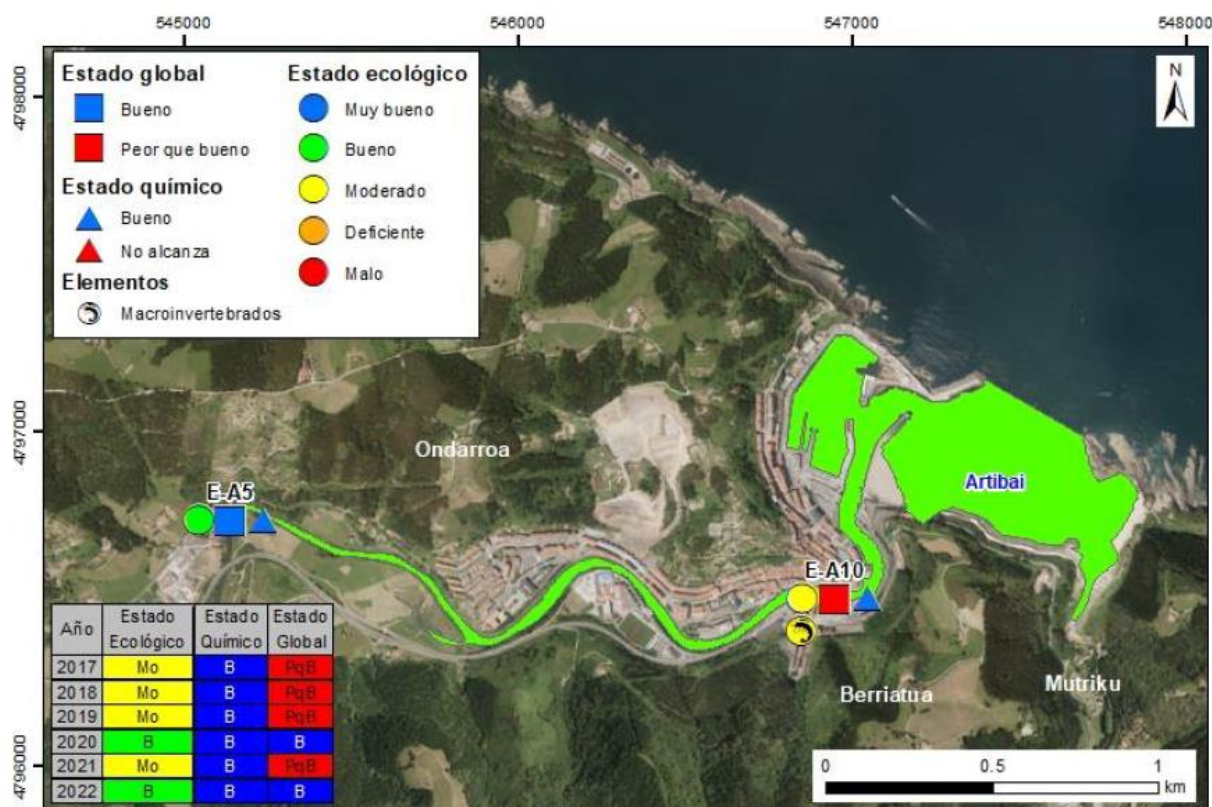 545000 546000 547000 548000
4798000
4797000
4796000
Estado global
Bueno
Peor que bueno
Estado químico
Bueno
No alcanza
Elementos
Macroinvertebrados
Estado ecológico
Muy bueno
Bueno
Moderado
Deficiente
Malo
N
Ondarroa
Artibai
E-A5
E-A10
Berriatua
Mutriku
Año Estado Ecológico Estado Químico Estado Global
2017 Mo B PqB
2018 Mo B PqB
2019 Mo B PqB
2020 B B B
2021 Mo B PqB
2022 B B B
0 0.5 1
km